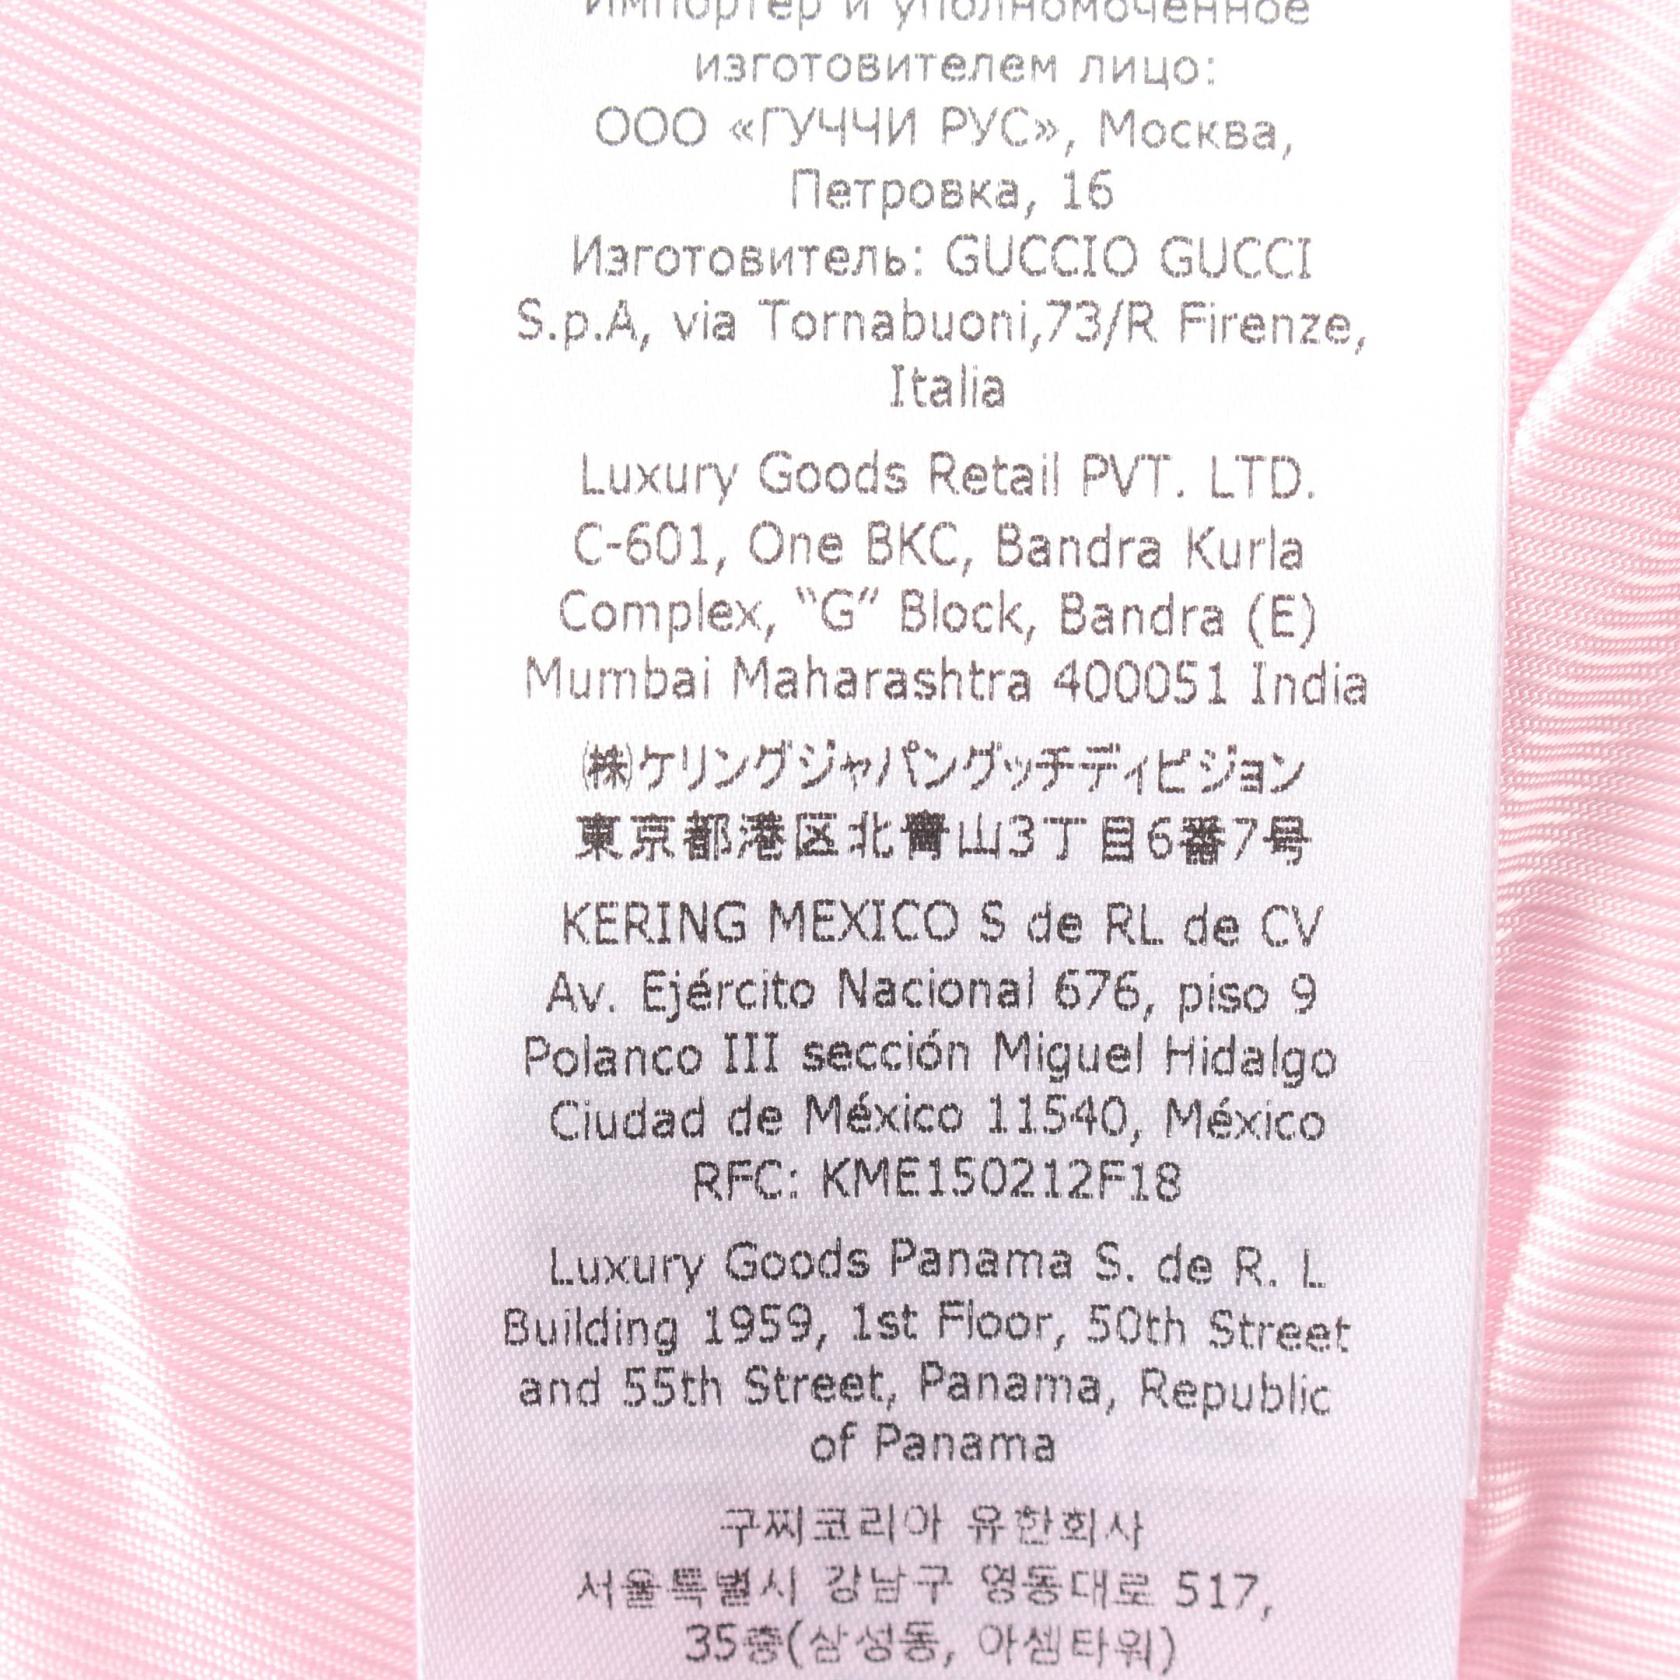 Импортер и уполномоченное
изготовителем лицо:
ООО «ГУЧЧИ РУС», Москва,
Петровка, 16
Изготовитель: GUCCIO GUCCI
S.p.A, via Tornabuoni,73/R Firenze,
Italia
Luxury Goods Retail PVT. LTD.
C-601, One BKC, Bandra Kurla
Complex, “G” Block, Bandra (E)
Mumbai Maharashtra 400051 India
㈱ケリングジャパングッチディビジョン
東京都港区北青山3丁目6番7号
KERING MEXICO S de RL de CV
Av. Ejército Nacional 676, piso 9
Polanco III sección Miguel Hidalgo
Ciudad de México 11540, México
RFC: KME150212F18
Luxury Goods Panama S. de R. L
Building 1959, 1st Floor, 50th Street
and 55th Street, Panama, Republic
of Panama
구찌코리아 유한회사
서울특별시 강남구 영동대로 517,
35층(삼성동, 아셈타워)